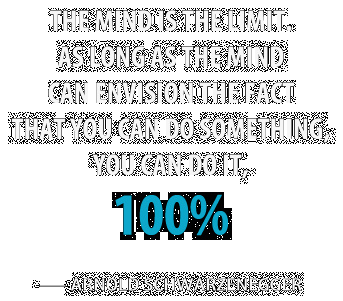 THE MIND IS THE LIMIT.
AS LONG AS THE MIND
CAN ENVISION THE FACT
THAT YOU CAN DO SOMETHING,
YOU CAN DO IT,
100%
ARNOLD SCHWARZENEGGER